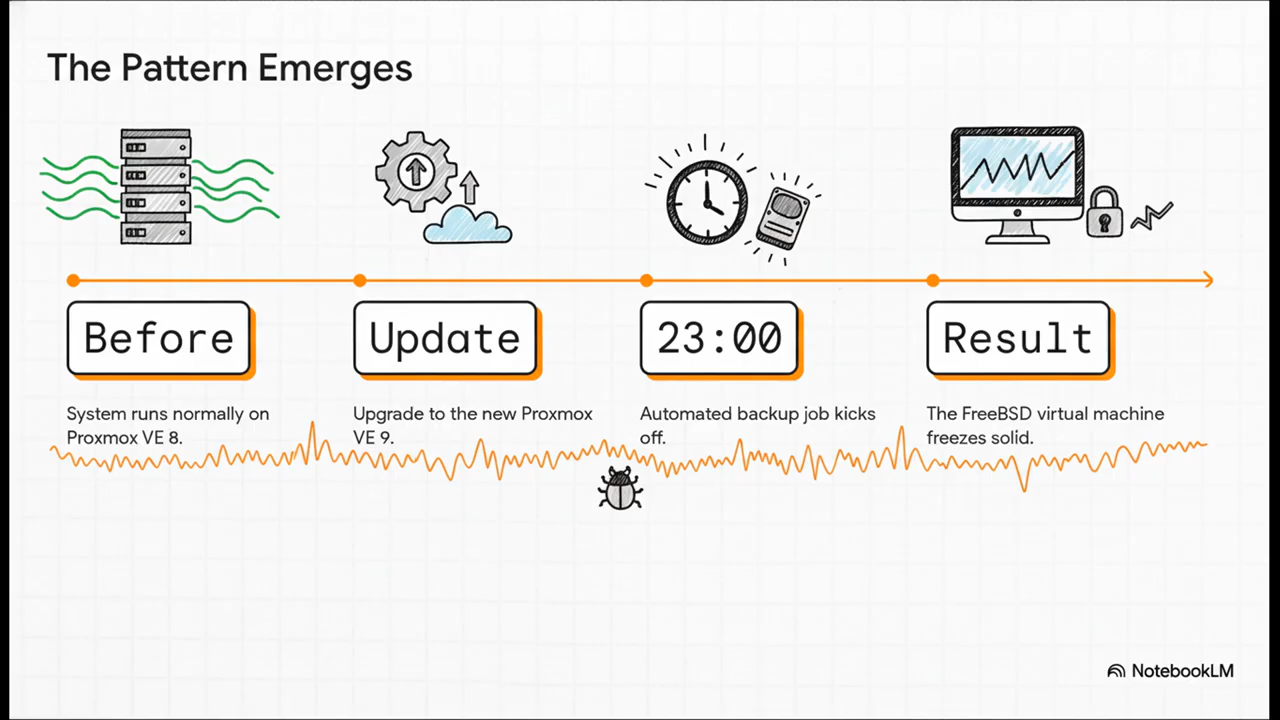 The Pattern Emerges
Before
Update
23:00
Result
System runs normally on
Proxmox VE 8.
Upgrade to the new Proxmox
VE 9.
Automated backup job kicks
off.
The FreeBSD virtual machine
freezes solid.
NotebookLM